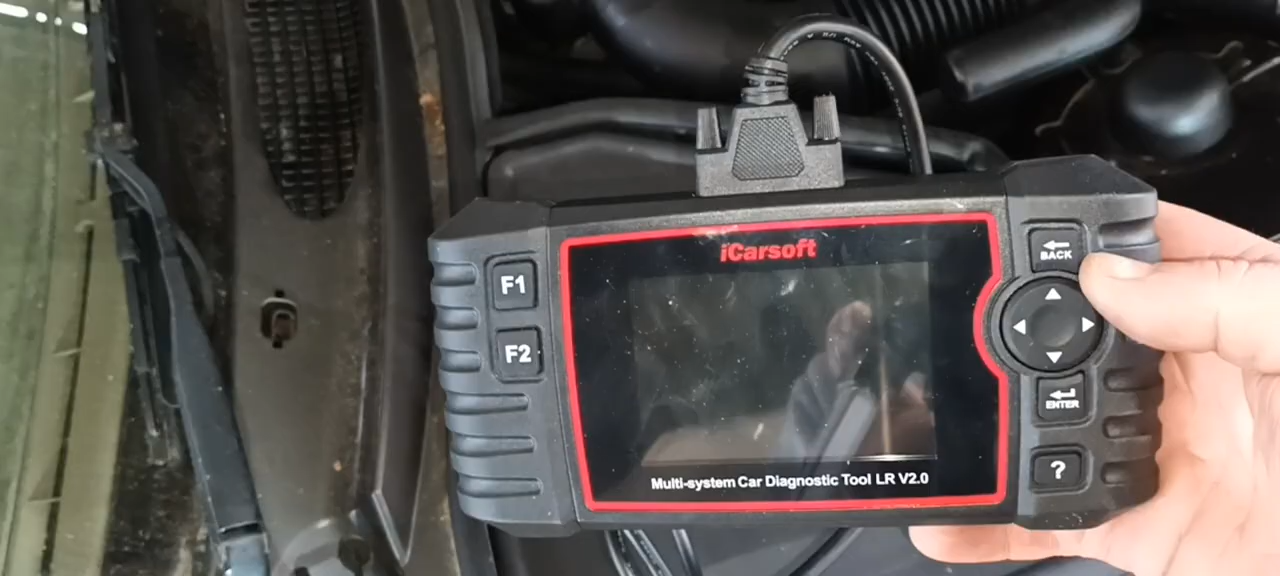 iCarsoft
F1
F2
BACK
ENTER
?
Multi-system Car Diagnostic Tool LR V2.0